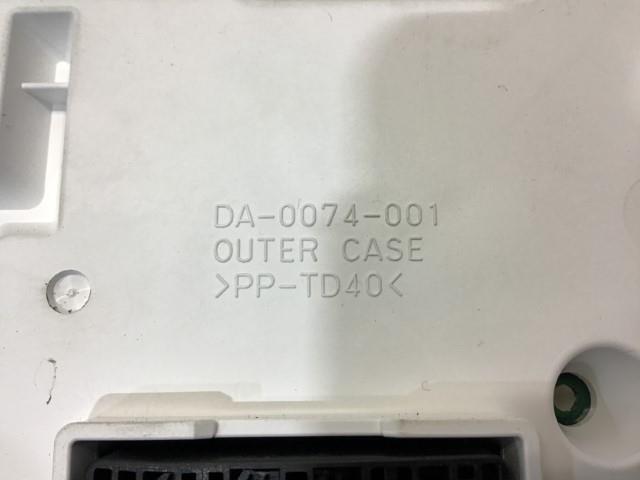 DA-0074-001
OUTER CASE
>PP-TD40<